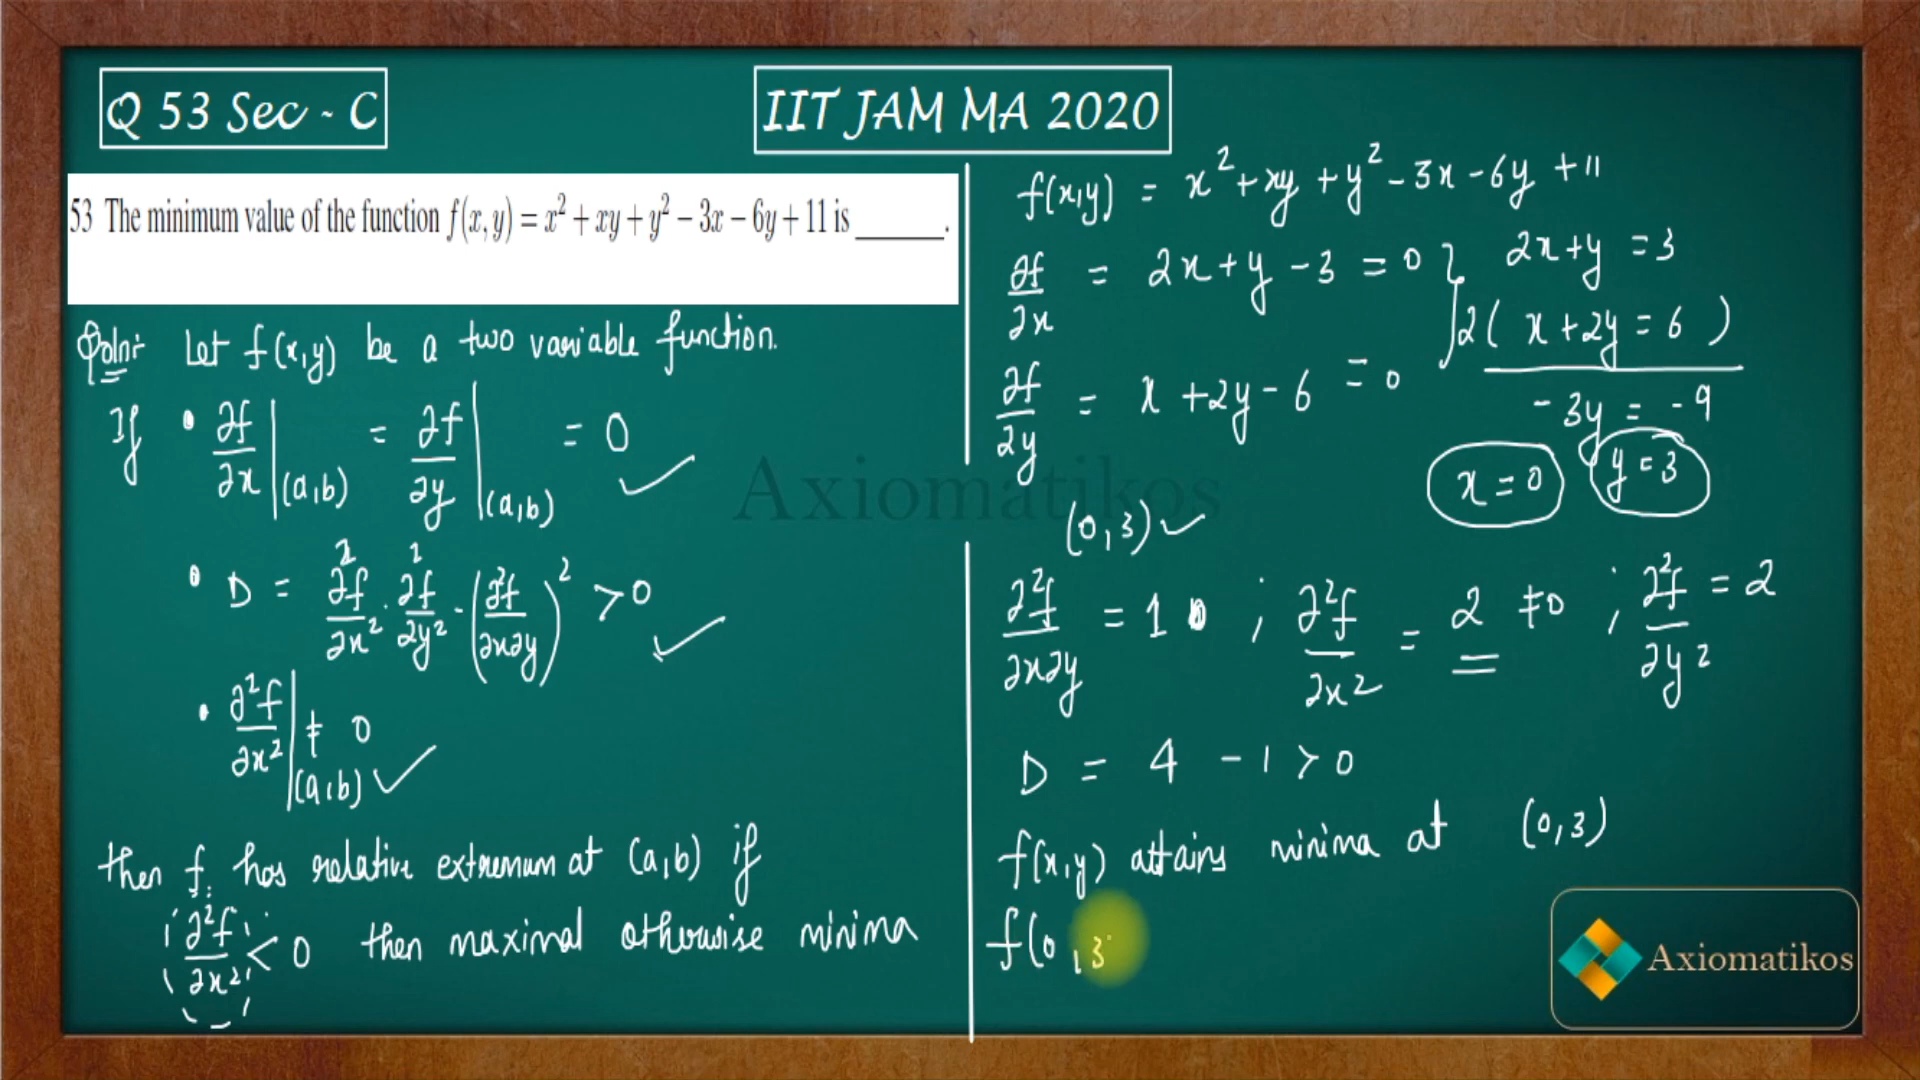 Q 53 Sec - C
IIT JAM MA 2020
53 The minimum value of the function f(x, y) = x² + xy + y² − 3x − 6y + 11 is ______.
Soln:- Let f(x,y) be a two variable function.
If • ∂f/∂x |(a,b) = ∂f/∂y |(a,b) = 0 ✓
• D = ∂²f/∂x² · ∂²f/∂y² - (∂²f/∂x∂y)² > 0 ✓
• ∂²f/∂x² |(a,b) ≠ 0 ✓
then f has relative extremum at (a,b) if
∂²f/∂x² < 0 then maximal otherwise minima
f(x,y) = x² + xy + y² - 3x - 6y + 11
∂f/∂x = 2x + y - 3 = 0
∂f/∂y = x + 2y - 6 = 0
2x + y = 3
2( x + 2y = 6 )
- 3y = - 9
x = 0 y = 3
(0,3) ✓
∂²f/∂x∂y = 1 ; ∂²f/∂x² = 2 ≠ 0 ; ∂²f/∂y² = 2
D = 4 - 1 > 0
f(x,y) attains minima at (0,3)
f(0,3
Axiomatikos
Axiomatikos